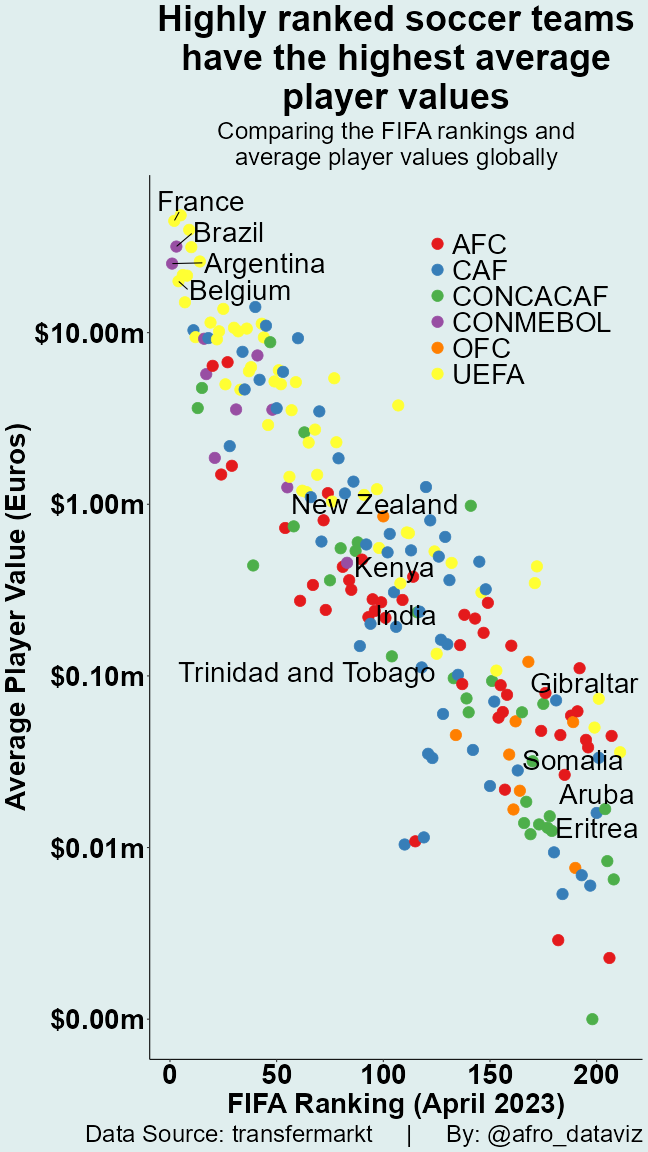 Highly ranked soccer teams
have the highest average
player values
Comparing the FIFA rankings and
average player values globally
France
Brazil
Argentina
Belgium
AFC
CAF
CONCACAF
CONMEBOL
OFC
UEFA
$10.00m
$1.00m
$0.10m
$0.01m
$0.00m
Average Player Value (Euros)
New Zealand
Kenya
India
Trinidad and Tobago
Gibraltar
Somalia
Aruba
Eritrea
0 50 100 150 200
FIFA Ranking (April 2023)
Data Source: transfermarkt | By: @afro_dataviz